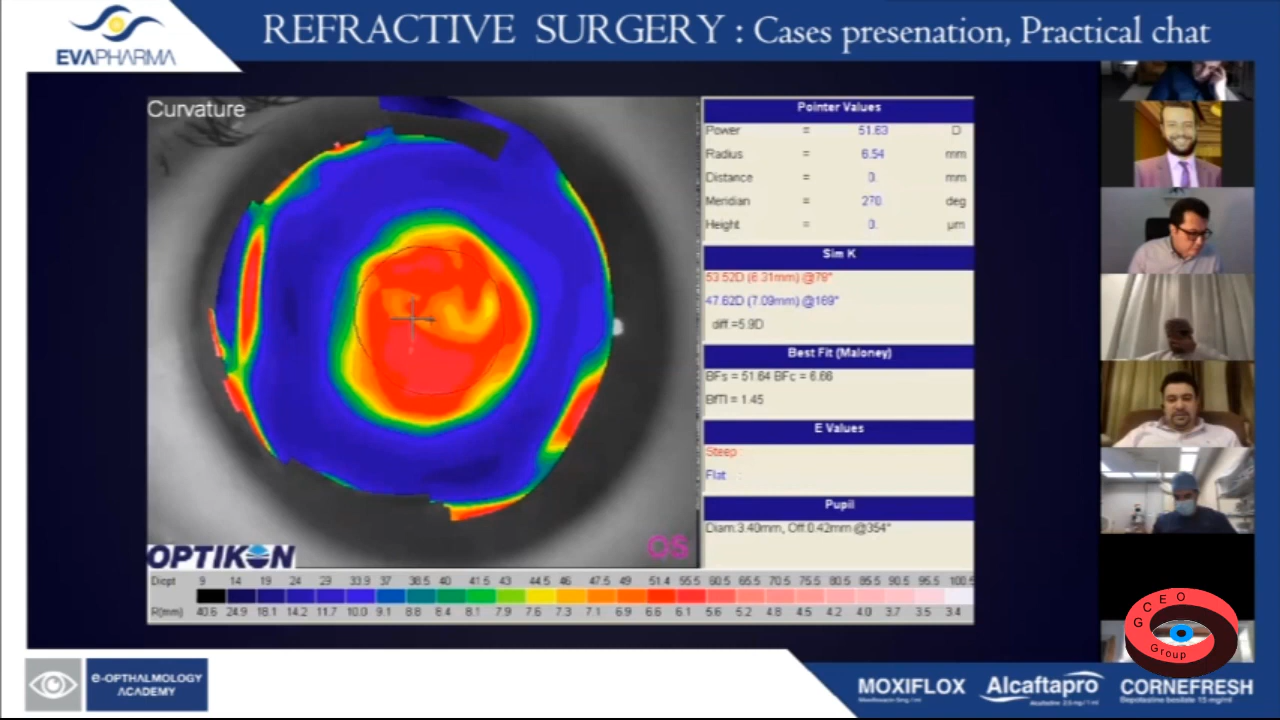 REFRACTIVE SURGERY : Cases presenation, Practical chat
EVAPHARMA
Curvature
Pointer Values
Power = 51.63 D
Radius = 6.54 mm
Distance = 0. mm
Meridian = 270. deg
Height = 0. µm
Sim K
53.52D (6.31mm) @79°
47.62D (7.09mm) @169°
diff.=5.9D
Best Fit (Maloney)
BFs = 51.64 BFc = 6.66
BfTI = 1.45
E Values
Steep :
Flat :
Pupil
Diam:3.40mm, Off:0.42mm @354°
OPTIKON
OS
Diopt 9 14 19 24 29 33.9 37 38.5 40 41.5 43 44.5 46 47.5 49 51.4 55.5 60.5 65.5 70.5 75.5 80.5 85.5 90.5 95.5 100.5
R(mm) 40.6 24.9 18.1 14.2 11.7 10.0 9.1 8.8 8.4 8.1 7.9 7.6 7.3 7.1 6.9 6.6 6.1 5.6 5.2 4.8 4.5 4.2 4.0 3.7 3.5 3.4
GCEO
Group
e-OPTHALMOLOGY
ACADEMY
MOXIFLOX
Alcaftapro
CORNEFRESH